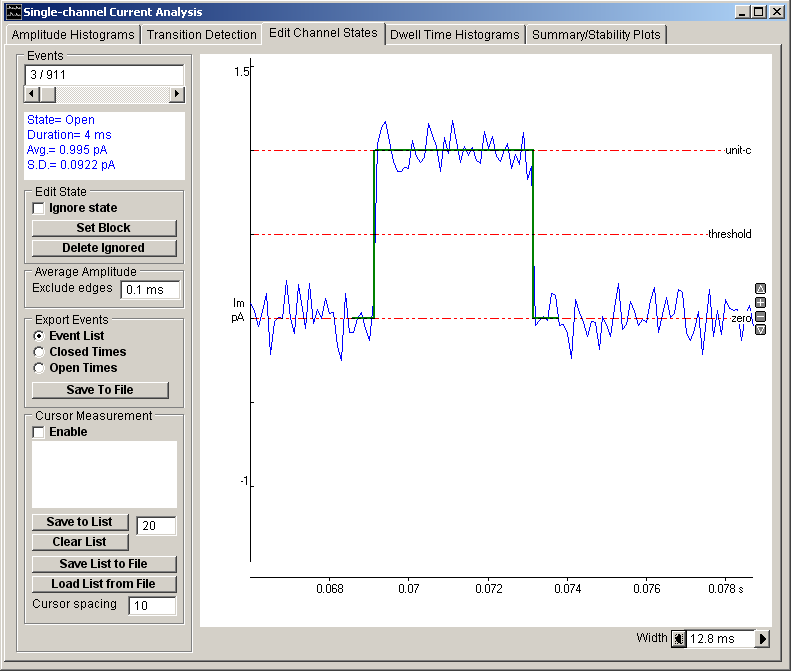 Single-channel Current Analysis
Amplitude Histograms
Transition Detection
Edit Channel States
Dwell Time Histograms
Summary/Stability Plots
Events
3 / 911
State= Open
Duration= 4 ms
Avg.= 0.995 pA
S.D.= 0.0922 pA
Edit State
Ignore state
Set Block
Delete Ignored
Average Amplitude
Exclude edges 0.1 ms
Export Events
Event List
Closed Times
Open Times
Save To File
Cursor Measurement
Enable
Save to List 20
Clear List
Save List to File
Load List from File
Cursor spacing 10
1.5
unit-c
threshold
Im
pA
zero
-1
0.068 0.07 0.072 0.074 0.076 0.078 s
Width 12.8 ms